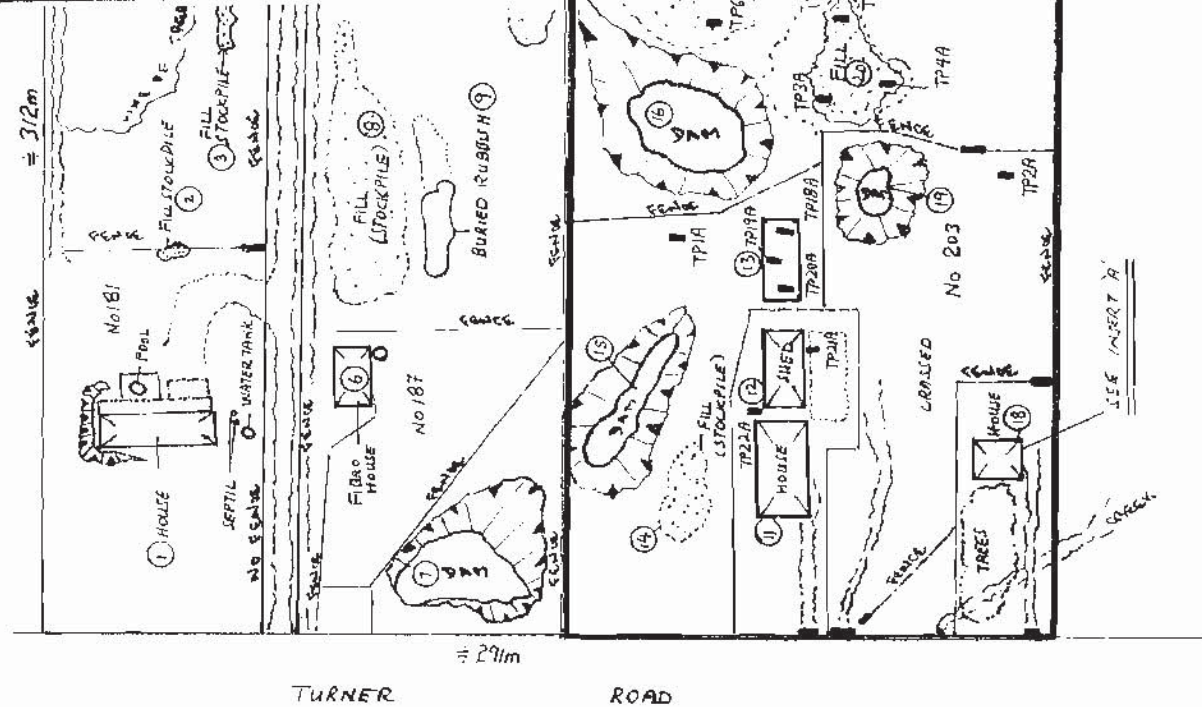 ÷ 312m
FENCE
FENCE
No 181
POOL
1 HOUSE
SEPTIC
WATER TANK
NO FENCE
FILL STOCKPILE
2
3 FILL
STOCKPILE
FENCE
FENCE
FENCE
6
FIBRO
HOUSE
No 187
FENCE
FENCE
7 DAM
FENCE
FILL
(STOCKPILE)
8
BURIED RUBBISH 9
FENCE
FENCE
16
DAM
TP6
TP3A
FILL
20
TP4A
FENCE
TP1A
13 TP19A
TP18A
TP20A
DAM
19
TP2A
No 203
FENCE
15
DAM
FILL
(STOCKPILE)
14
12
SHED
TP21A
TP22A
HOUSE
11
GRASSED
FENCE
HOUSE
18
SEE INSERT A
TREES
FENCE
CREEK
÷ 291m
TURNER ROAD